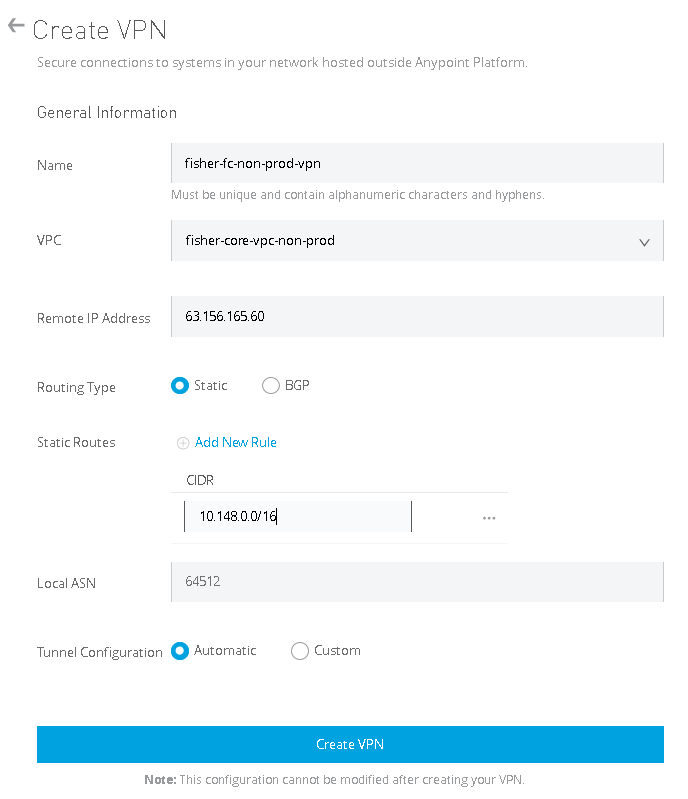 Create VPN
Secure connections to systems in your network hosted outside Anypoint Platform.
General Information
Name
fisher-fc-non-prod-vpn
Must be unique and contain alphanumeric characters and hyphens.
VPC
fisher-core-vpc-non-prod
Remote IP Address
63.156.165.60
Routing Type
Static
BGP
Static Routes
Add New Rule
CIDR
10.148.0.0/16
Local ASN
64512
Tunnel Configuration
Automatic
Custom
Create VPN
Note: This configuration cannot be modified after creating your VPN.